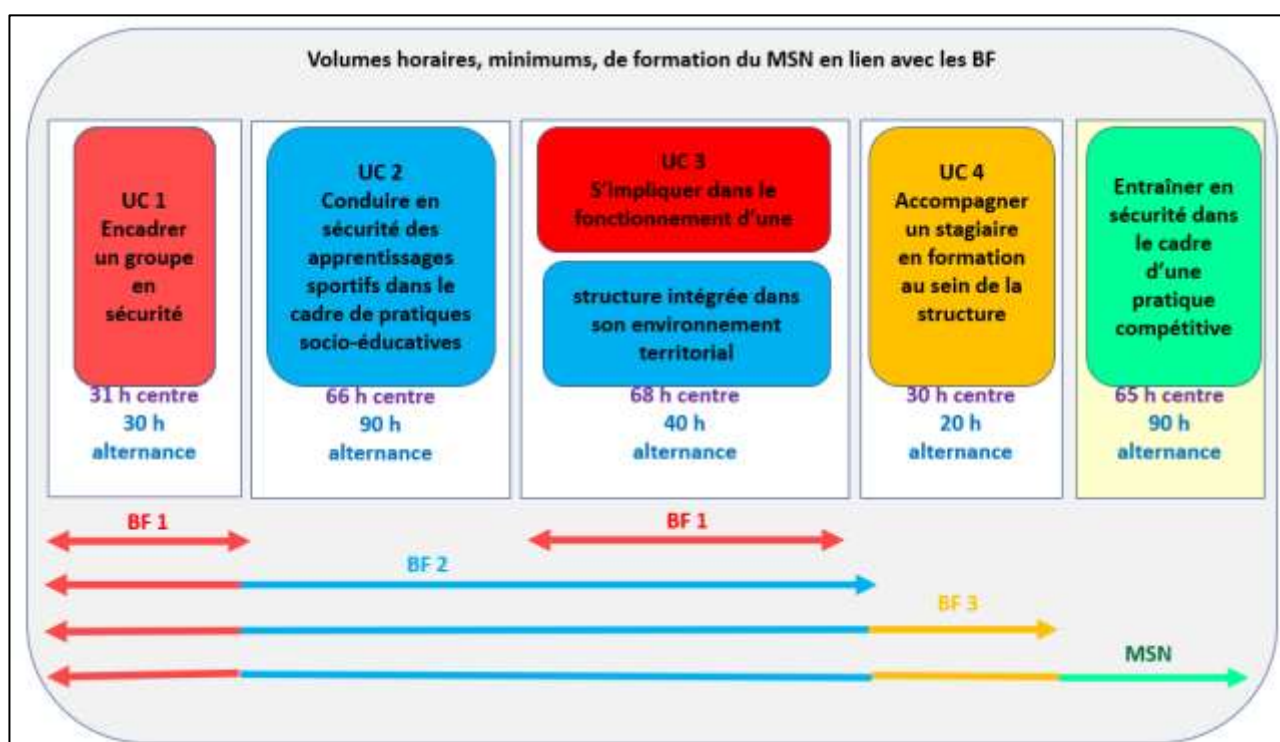 Volumes horaires, minimums, de formation du MSN en lien avec les BF
UC 1
Encadrer
un groupe
en
sécurité
31 h centre
30 h
alternance
UC 2
Conduire en
sécurité des
apprentissages
sportifs dans le
cadre de pratiques
socio-éducatives
66 h centre
90 h
alternance
UC 3
S'impliquer dans le
fonctionnement d'une
structure intégrée dans
son environnement
territorial
68 h centre
40 h
alternance
UC 4
Accompagner
un stagiaire
en formation
au sein de la
structure
30 h centre
20 h
alternance
Entraîner en
sécurité dans
le cadre
d'une
pratique
compétitive
65 h centre
90 h
alternance
BF 1
BF 1
BF 2
BF 3
MSN